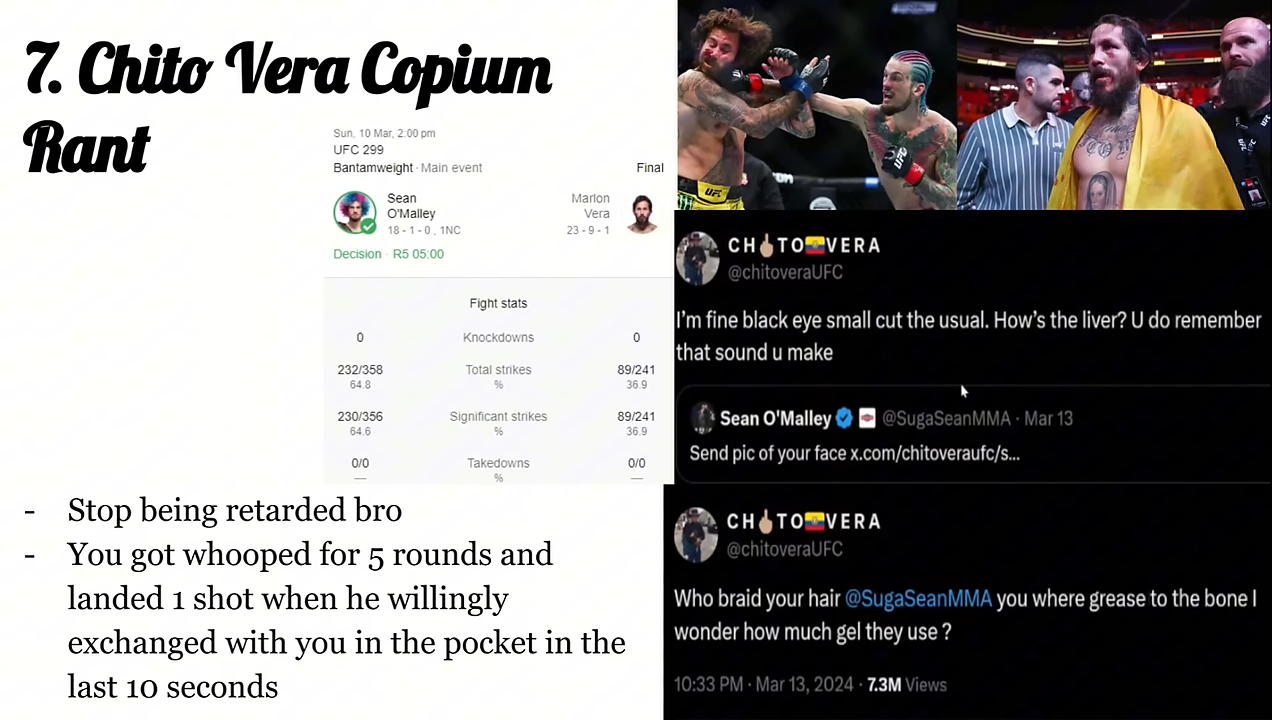 7. Chito Vera Copium
Rant
Sun, 10 Mar, 2:00 pm
UFC 299
Bantamweight · Main event
Final
Sean
O'Malley
18 - 1 - 0 , 1NC
Marlon
Vera
23 - 9 - 1
Decision · R5 05:00
Fight stats
0 Knockdowns 0
232/358 Total strikes 89/241
64.8 % 36.9
230/356 Significant strikes 89/241
64.6 % 36.9
0/0 Takedowns 0/0
— % —
- Stop being retarded bro
- You got whooped for 5 rounds and
landed 1 shot when he willingly
exchanged with you in the pocket in the
last 10 seconds
UFC
UFC
CH🖕🏼TO🇪🇨VERA
@chitoveraUFC
I'm fine black eye small cut the usual. How's the liver? U do remember
that sound u make
Sean O'Malley @SugaSeanMMA · Mar 13
Send pic of your face x.com/chitoveraufc/s...
CH🖕🏼TO🇪🇨VERA
@chitoveraUFC
Who braid your hair @SugaSeanMMA you where grease to the bone I
wonder how much gel they use ?
10:33 PM · Mar 13, 2024 · 7.3M Views